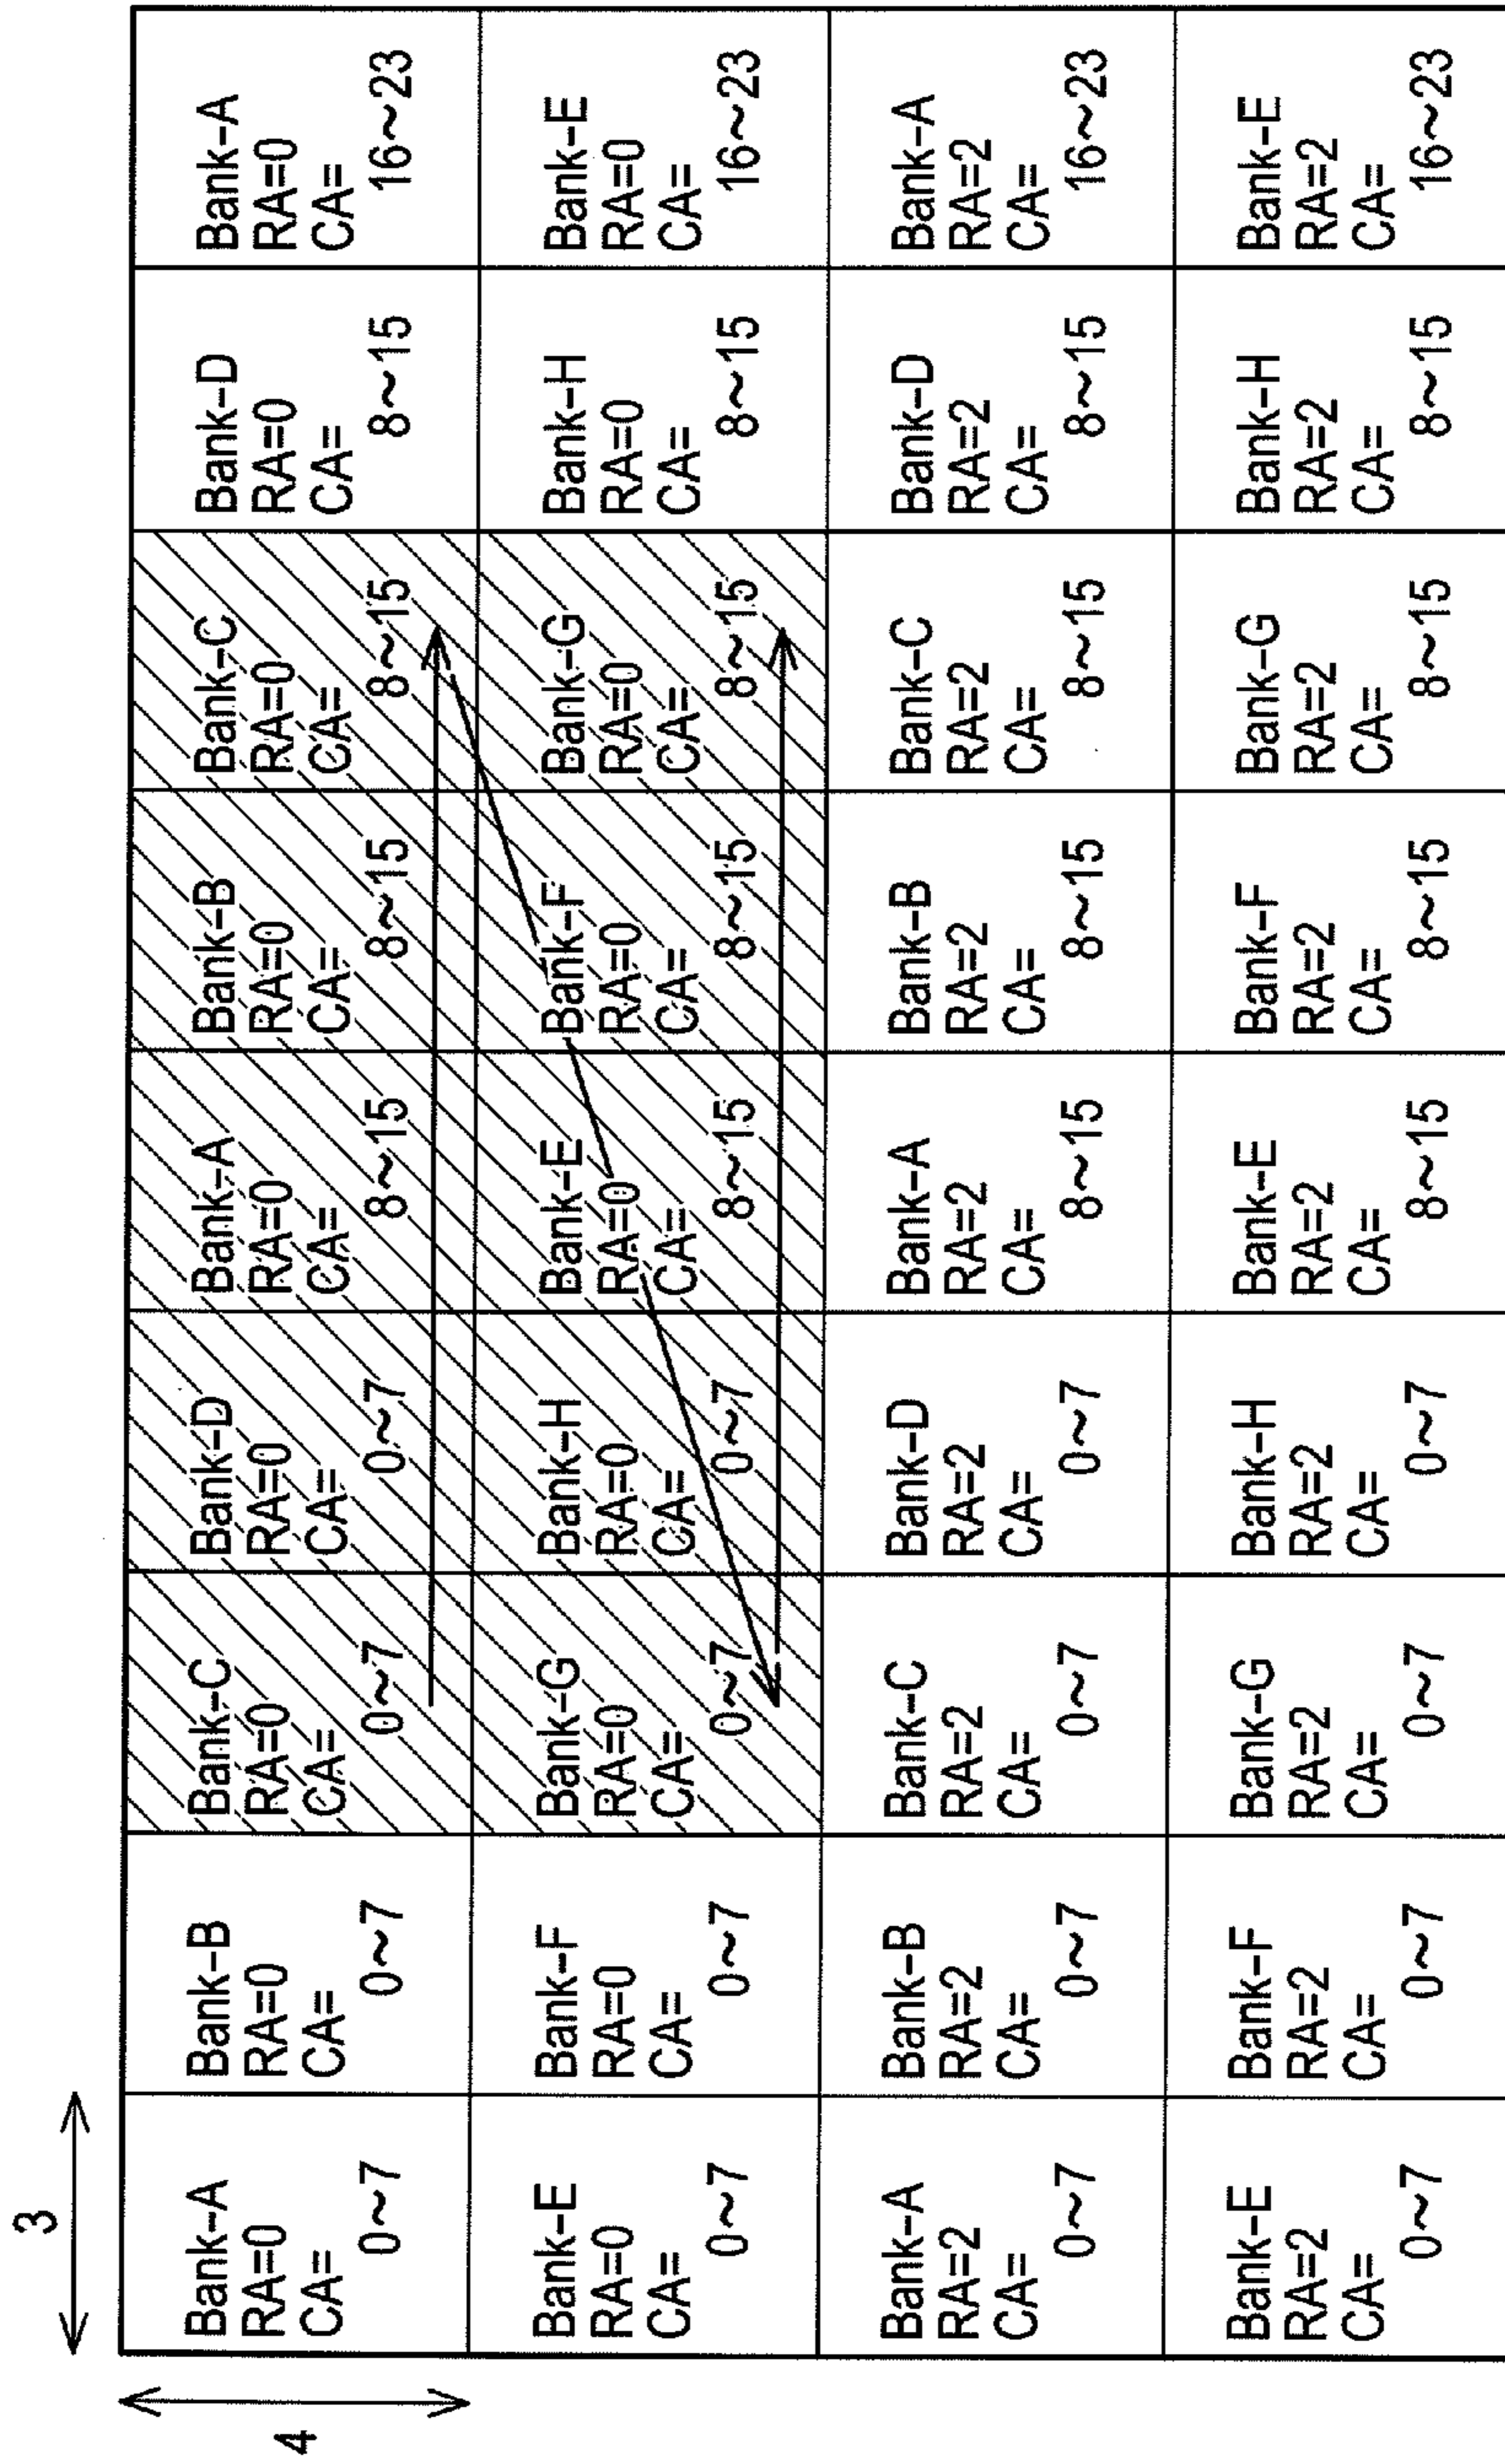 3
4
Bank-A
RA=0
CA=
0~7
Bank-B
RA=0
CA=
0~7
Bank-C
RA=0
CA=
0~7
Bank-D
RA=0
CA=
0~7
Bank-A
RA=0
CA=
8~15
Bank-B
RA=0
CA=
8~15
Bank-C
RA=0
CA=
8~15
Bank-D
RA=0
CA=
8~15
Bank-A
RA=0
CA=
16~23
Bank-E
RA=0
CA=
0~7
Bank-F
RA=0
CA=
0~7
Bank-G
RA=0
CA=
0~7
Bank-H
RA=0
CA=
0~7
Bank-E
RA=0
CA=
8~15
Bank-F
RA=0
CA=
8~15
Bank-G
RA=0
CA=
8~15
Bank-H
RA=0
CA=
8~15
Bank-E
RA=0
CA=
16~23
Bank-A
RA=2
CA=
0~7
Bank-B
RA=2
CA=
0~7
Bank-C
RA=2
CA=
0~7
Bank-D
RA=2
CA=
0~7
Bank-A
RA=2
CA=
8~15
Bank-B
RA=2
CA=
8~15
Bank-C
RA=2
CA=
8~15
Bank-D
RA=2
CA=
8~15
Bank-A
RA=2
CA=
16~23
Bank-E
RA=2
CA=
0~7
Bank-F
RA=2
CA=
0~7
Bank-G
RA=2
CA=
0~7
Bank-H
RA=2
CA=
0~7
Bank-E
RA=2
CA=
8~15
Bank-F
RA=2
CA=
8~15
Bank-G
RA=2
CA=
8~15
Bank-H
RA=2
CA=
8~15
Bank-E
RA=2
CA=
16~23